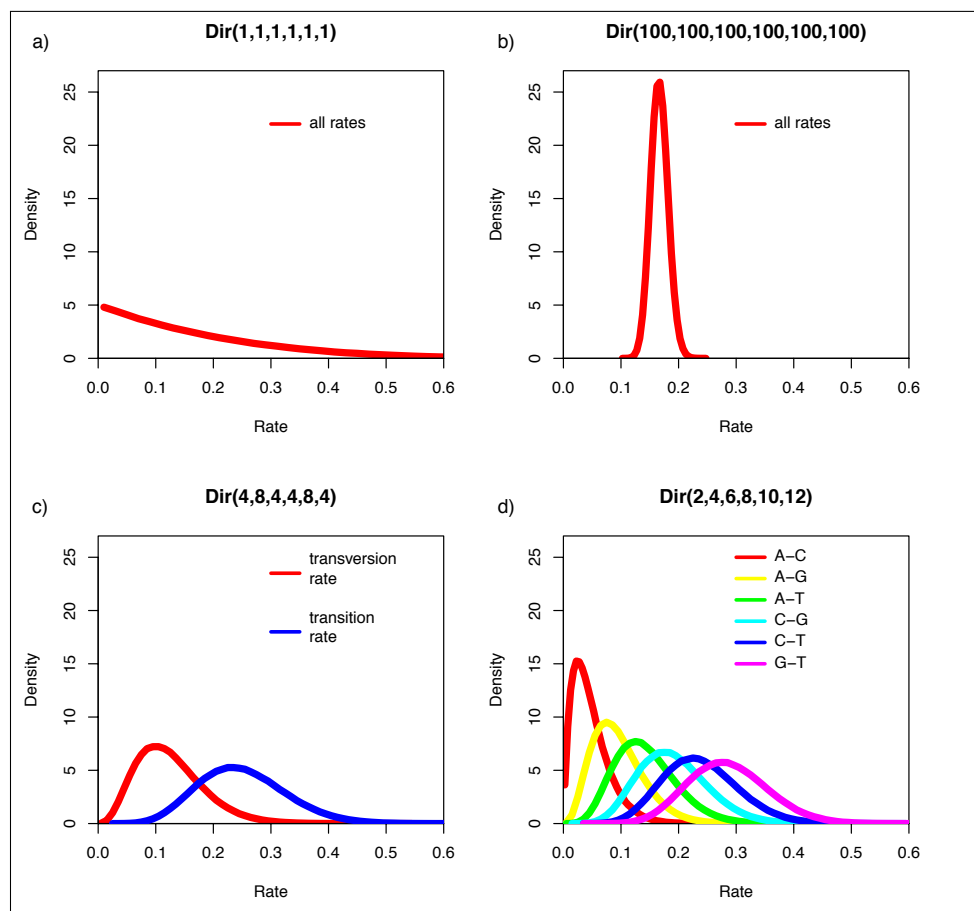 a)
Dir(1,1,1,1,1,1)
25
20
15
10
5
0
Density
all rates
0.0 0.1 0.2 0.3 0.4 0.5 0.6
Rate
b)
Dir(100,100,100,100,100,100)
25
20
15
10
5
0
Density
all rates
0.0 0.1 0.2 0.3 0.4 0.5 0.6
Rate
c)
Dir(4,8,4,4,8,4)
25
20
15
10
5
0
Density
transversion
rate
transition
rate
0.0 0.1 0.2 0.3 0.4 0.5 0.6
Rate
d)
Dir(2,4,6,8,10,12)
25
20
15
10
5
0
Density
A−C
A−G
A−T
C−G
C−T
G−T
0.0 0.1 0.2 0.3 0.4 0.5 0.6
Rate